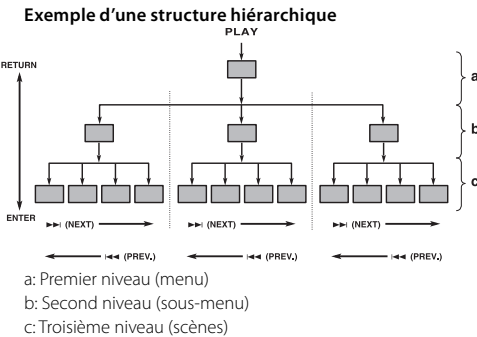 Exemple d'une structure hiérarchique
PLAY
RETURN
a
b
c
ENTER
▶▶| (NEXT) ▶▶| (NEXT) ▶▶| (NEXT)
|◀◀ (PREV.) |◀◀ (PREV.) |◀◀ (PREV.)
a: Premier niveau (menu)
b: Second niveau (sous-menu)
c: Troisième niveau (scènes)